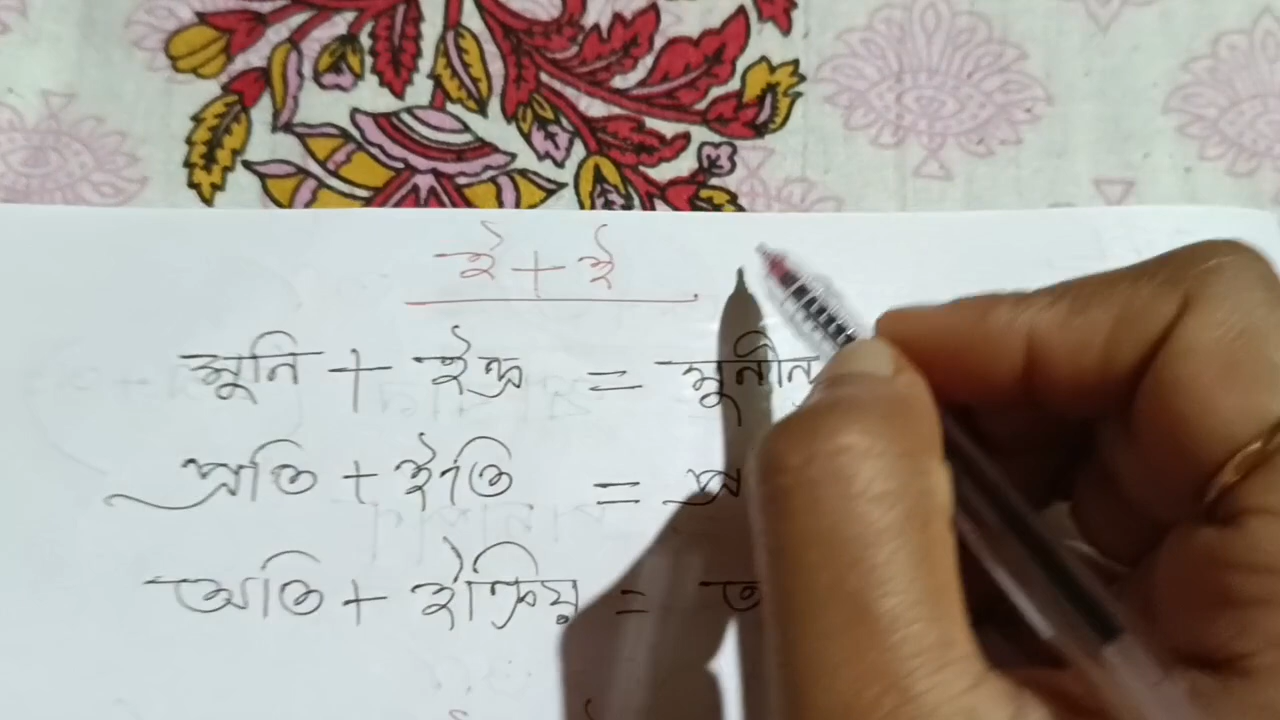 ই + ই
মুনি + ইন্দ্র = মুনীন
প্রতি + ইতি = প্র
অতি + ইন্দ্রিয় = অ